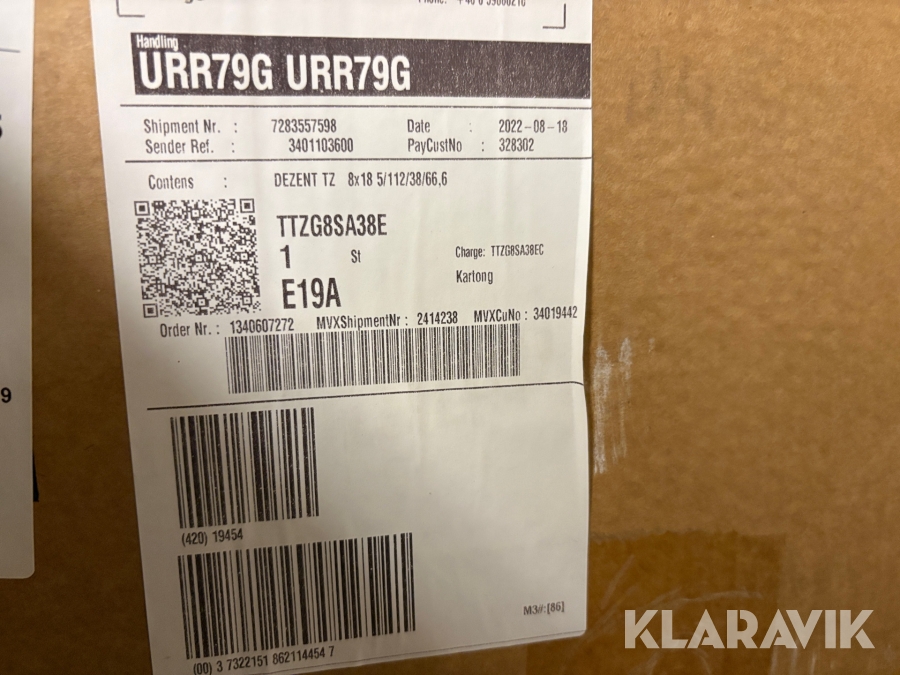 Handling
URR79G URR79G
Shipment Nr. : 7283557598 Date : 2022-08-18
Sender Ref. : 3401103600 PayCustNo : 328302
Contens : DEZENT TZ 8x18 5/112/38/66,6
TTZG8SA38E
1 St Charge: TTZG8SA38EC
Kartong
E19A
Order Nr.: 1340607272 MVXShipmentNr : 2414238 MVXCuNo : 34019442
9
(420) 19454
M3#:[86]
(00) 3 7322151 862114454 7
KLARAVIK